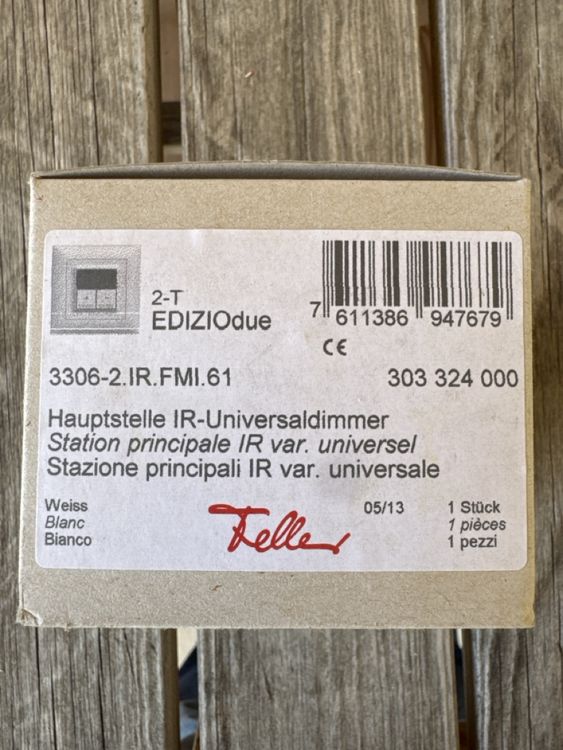 2-T
EDIZIOdue
7 611386 947679
CE
3306-2.IR.FMI.61
303 324 000
Hauptstelle IR-Universaldimmer
Station principale IR var. universel
Stazione principali IR var. universale
Weiss
Blanc
Bianco
Feller
05/13
1 Stück
1 pièces
1 pezzi